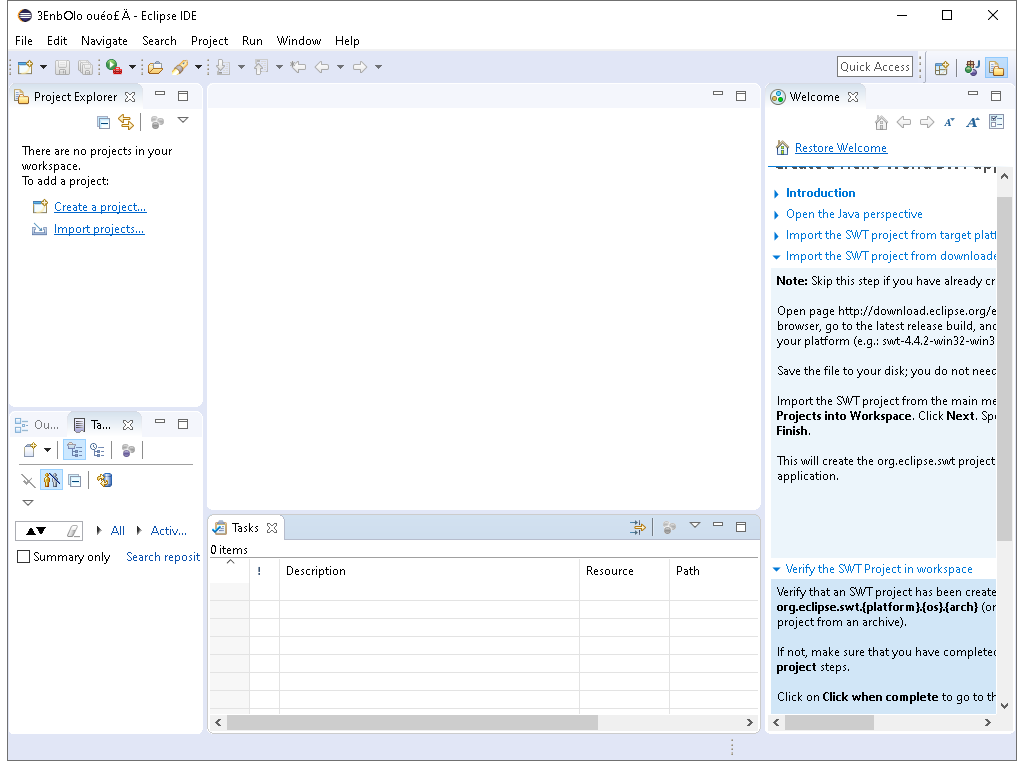 3EnbOlo ouéo£Ä - Eclipse IDE
File Edit Navigate Search Project Run Window Help
Quick Access
Project Explorer
There are no projects in your
workspace.
To add a project:
Create a project...
Import projects...
Ou...
Ta...
All
Activ...
Summary only
Search reposit
Tasks
0 items
! Description Resource Path
Welcome
Restore Welcome
Create a Hello World SWT app
Introduction
Open the Java perspective
Import the SWT project from target platf
Import the SWT project from downloade
Note: Skip this step if you have already cr
Open page http://download.eclipse.org/e
browser, go to the latest release build, and
your platform (e.g.: swt-4.4.2-win32-win3
Save the file to your disk; you do not need
Import the SWT project from the main me
Projects into Workspace. Click Next. Spe
Finish.
This will create the org.eclipse.swt project
application.
Verify the SWT Project in workspace
Verify that an SWT project has been create
org.eclipse.swt.{platform}.{os}.{arch} (or
project from an archive).
If not, make sure that you have completed
project steps.
Click on Click when complete to go to th